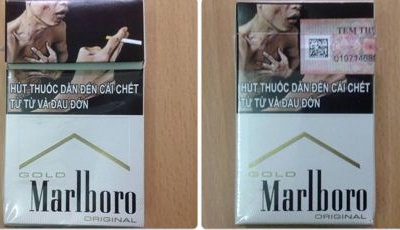 HÚT THUỐC DẪN ĐẾN CÁI CHẾT
TỪ TỪ VÀ ĐAU ĐỚN
GOLD
Marlboro
ORIGINAL
TEM
HÚT THUỐC DẪN ĐẾN CÁI CHẾT
TỪ TỪ VÀ ĐAU ĐỚN
GOLD
Marlboro
ORIGINAL